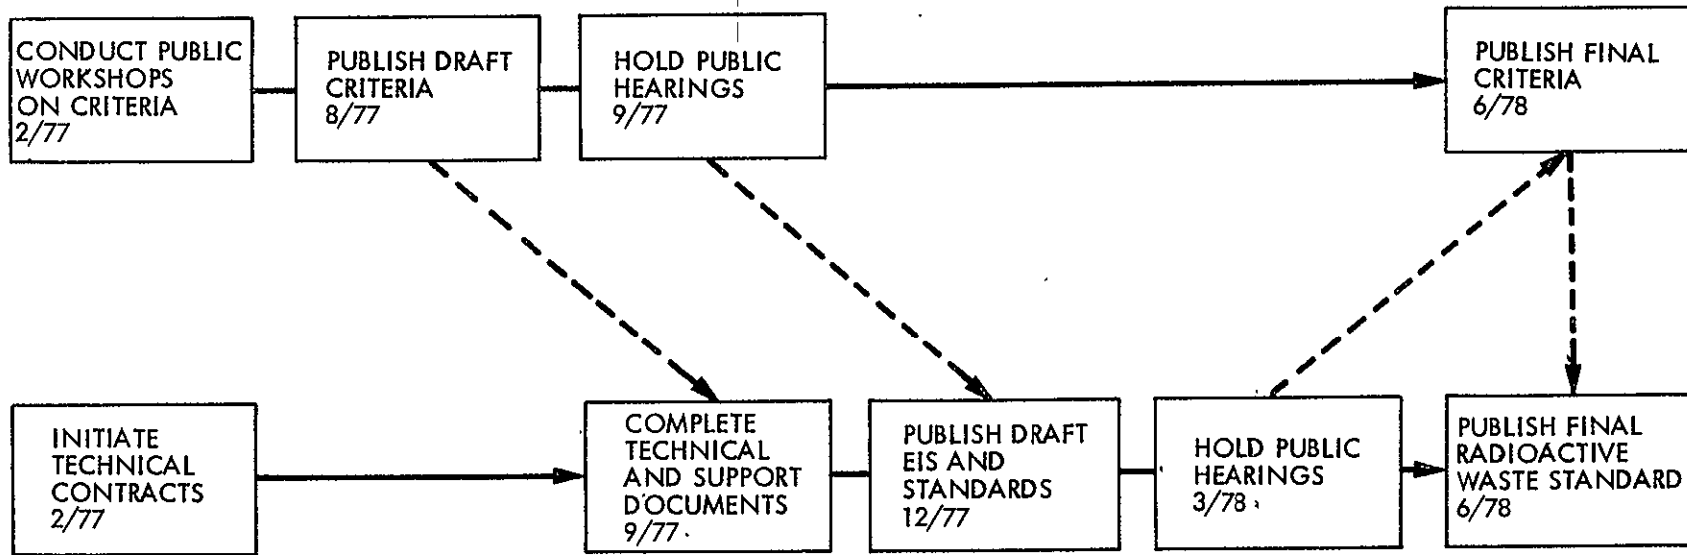 CONDUCT PUBLIC
WORKSHOPS
ON CRITERIA
2/77
PUBLISH DRAFT
CRITERIA
8/77
HOLD PUBLIC
HEARINGS
9/77
PUBLISH FINAL
CRITERIA
6/78
INITIATE
TECHNICAL
CONTRACTS
2/77
COMPLETE
TECHNICAL
AND SUPPORT
DOCUMENTS
9/77
PUBLISH DRAFT
EIS AND
STANDARDS
12/77
HOLD PUBLIC
HEARINGS
3/78
PUBLISH FINAL
RADIOACTIVE
WASTE STANDARD
6/78